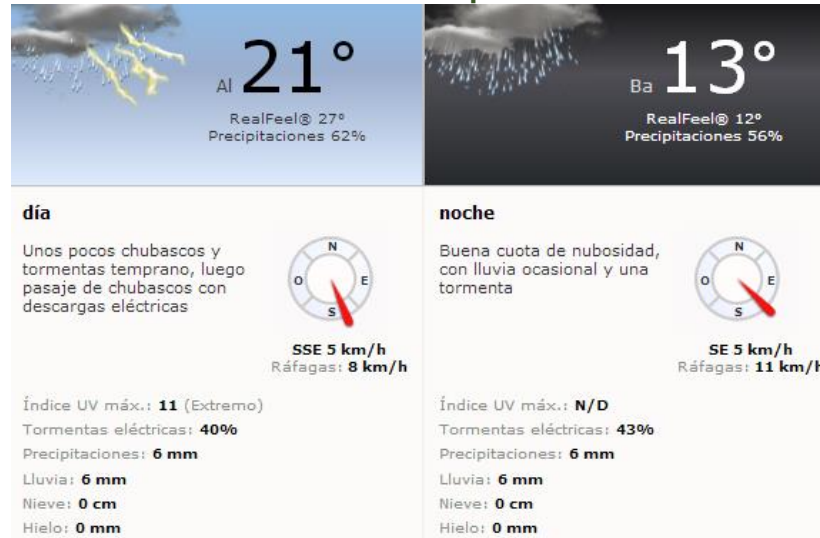 Al 21°
RealFeel® 27°
Precipitaciones 62%
día
Unos pocos chubascos y
tormentas temprano, luego
pasaje de chubascos con
descargas eléctricas
N
O E
S
SSE 5 km/h
Ráfagas: 8 km/h
Índice UV máx.: 11 (Extremo)
Tormentas eléctricas: 40%
Precipitaciones: 6 mm
Lluvia: 6 mm
Nieve: 0 cm
Hielo: 0 mm
Ba 13°
RealFeel® 12°
Precipitaciones 56%
noche
Buena cuota de nubosidad,
con lluvia ocasional y una
tormenta
N
O E
S
SE 5 km/h
Ráfagas: 11 km/h
Índice UV máx.: N/D
Tormentas eléctricas: 43%
Precipitaciones: 6 mm
Lluvia: 6 mm
Nieve: 0 cm
Hielo: 0 mm